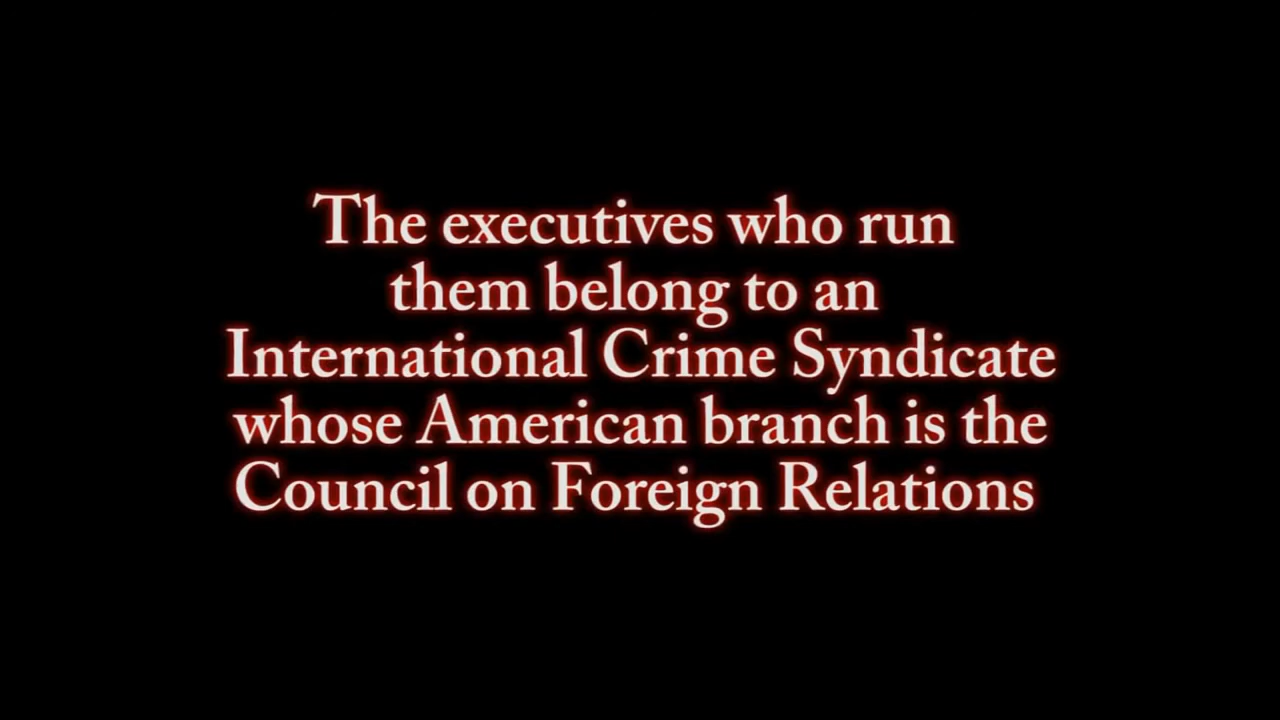 The executives who run
them belong to an
International Crime Syndicate
whose American branch is the
Council on Foreign Relations